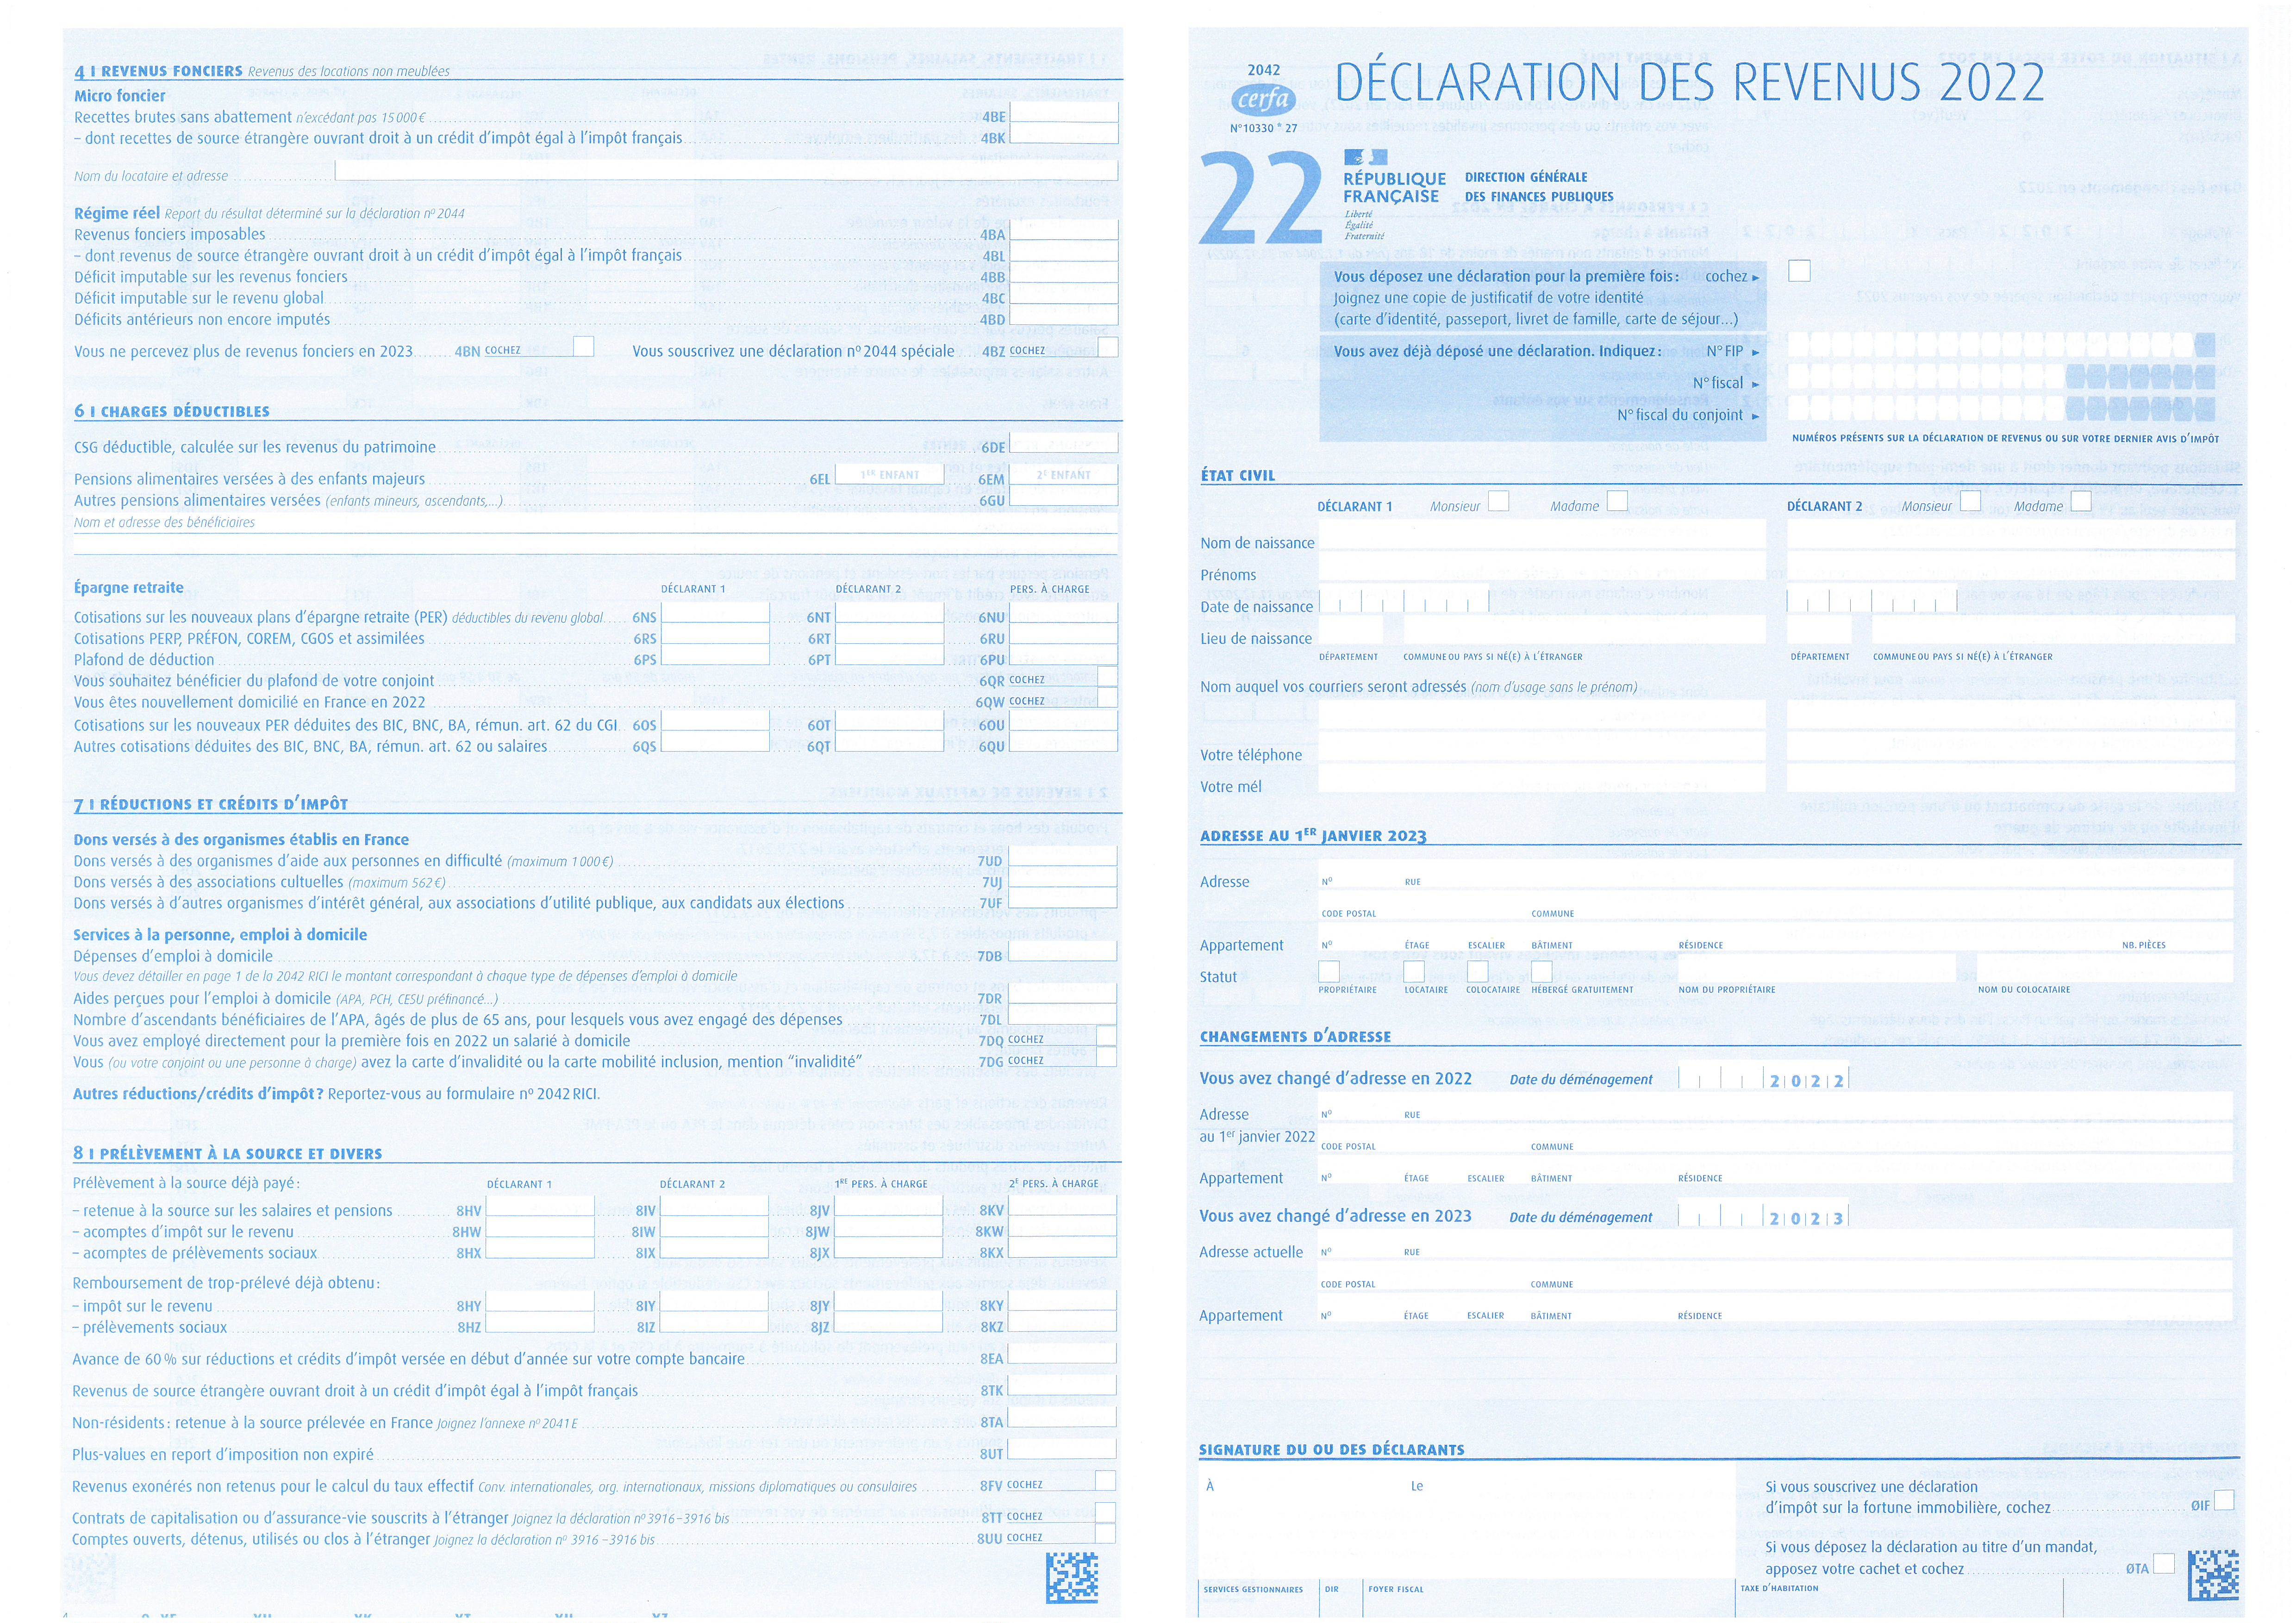 4 I REVENUS FONCIERS Revenus des locations non meublées
Micro foncier
Recettes brutes sans abattement n'excédant pas 15 000 € 4BE
– dont recettes de source étrangère ouvrant droit à un crédit d'impôt égal à l'impôt français 4BK
Nom du locataire et adresse
Régime réel Report du résultat déterminé sur la déclaration nº 2044
Revenus fonciers imposables 4BA
– dont revenus de source étrangère ouvrant droit à un crédit d'impôt égal à l'impôt français 4BL
Déficit imputable sur les revenus fonciers 4BB
Déficit imputable sur le revenu global 4BC
Déficits antérieurs non encore imputés 4BD
Vous ne percevez plus de revenus fonciers en 2023 4BN COCHEZ Vous souscrivez une déclaration nº 2044 spéciale 4BZ COCHEZ
6 I CHARGES DÉDUCTIBLES
CSG déductible, calculée sur les revenus du patrimoine 6DE
Pensions alimentaires versées à des enfants majeurs 6EL 1ER ENFANT 6EM 2E ENFANT
Autres pensions alimentaires versées (enfants mineurs, ascendants,...) 6GU
Nom et adresse des bénéficiaires
Épargne retraite DÉCLARANT 1 DÉCLARANT 2 PERS. À CHARGE
Cotisations sur les nouveaux plans d'épargne retraite (PER) déductibles du revenu global 6NS 6NT 6NU
Cotisations PERP, PRÉFON, COREM, CGOS et assimilées 6RS 6RT 6RU
Plafond de déduction 6PS 6PT 6PU
Vous souhaitez bénéficier du plafond de votre conjoint 6QR COCHEZ
Vous êtes nouvellement domicilié en France en 2022 6QW COCHEZ
Cotisations sur les nouveaux PER déduites des BIC, BNC, BA, rémun. art. 62 du CGI 6OS 6OT 6OU
Autres cotisations déduites des BIC, BNC, BA, rémun. art. 62 ou salaires 6QS 6QT 6QU
7 I RÉDUCTIONS ET CRÉDITS D'IMPÔT
Dons versés à des organismes établis en France
Dons versés à des organismes d'aide aux personnes en difficulté (maximum 1 000 €) 7UD
Dons versés à des associations cultuelles (maximum 562 €) 7UJ
Dons versés à d'autres organismes d'intérêt général, aux associations d'utilité publique, aux candidats aux élections 7UF
Services à la personne, emploi à domicile
Dépenses d'emploi à domicile 7DB
Vous devez détailler en page 1 de la 2042 RICI le montant correspondant à chaque type de dépenses d'emploi à domicile
Aides perçues pour l'emploi à domicile (APA, PCH, CESU préfinancé...) 7DR
Nombre d'ascendants bénéficiaires de l'APA, âgés de plus de 65 ans, pour lesquels vous avez engagé des dépenses 7DL
Vous avez employé directement pour la première fois en 2022 un salarié à domicile 7DQ COCHEZ
Vous (ou votre conjoint ou une personne à charge) avez la carte d'invalidité ou la carte mobilité inclusion, mention “invalidité” 7DG COCHEZ
Autres réductions/crédits d'impôt ? Reportez-vous au formulaire nº 2042 RICI.
8 I PRÉLÈVEMENT À LA SOURCE ET DIVERS
Prélèvement à la source déjà payé : DÉCLARANT 1 DÉCLARANT 2 1RE PERS. À CHARGE 2E PERS. À CHARGE
– retenue à la source sur les salaires et pensions 8HV 8IV 8JV 8KV
– acomptes d'impôt sur le revenu 8HW 8IW 8JW 8KW
– acomptes de prélèvements sociaux 8HX 8IX 8JX 8KX
Remboursement de trop-prélevé déjà obtenu :
– impôt sur le revenu 8HY 8IY 8JY 8KY
– prélèvements sociaux 8HZ 8IZ 8JZ 8KZ
Avance de 60 % sur réductions et crédits d'impôt versée en début d'année sur votre compte bancaire 8EA
Revenus de source étrangère ouvrant droit à un crédit d'impôt égal à l'impôt français 8TK
Non-résidents : retenue à la source prélevée en France Joignez l'annexe nº 2041 E 8TA
Plus-values en report d'imposition non expiré 8UT
Revenus exonérés non retenus pour le calcul du taux effectif Conv. internationales, org. internationaux, missions diplomatiques ou consulaires 8FV COCHEZ
Contrats de capitalisation ou d'assurance-vie souscrits à l'étranger Joignez la déclaration nº 3916 – 3916 bis 8TT COCHEZ
Comptes ouverts, détenus, utilisés ou clos à l'étranger Joignez la déclaration nº 3916 – 3916 bis 8UU COCHEZ
2042
cerfa
N° 10330 * 27
DÉCLARATION DES REVENUS 2022
22
RÉPUBLIQUE
FRANÇAISE
Liberté
Égalité
Fraternité
DIRECTION GÉNÉRALE
DES FINANCES PUBLIQUES
Vous déposez une déclaration pour la première fois : cochez ►
Joignez une copie de justificatif de votre identité
(carte d'identité, passeport, livret de famille, carte de séjour...)
Vous avez déjà déposé une déclaration. Indiquez : N° FIP ►
N° fiscal ►
N° fiscal du conjoint ►
NUMÉROS PRÉSENTS SUR LA DÉCLARATION DE REVENUS OU SUR VOTRE DERNIER AVIS D'IMPÔT
ÉTAT CIVIL
DÉCLARANT 1 Monsieur Madame DÉCLARANT 2 Monsieur Madame
Nom de naissance
Prénoms
Date de naissance
Lieu de naissance
DÉPARTEMENT COMMUNE OU PAYS SI NÉ(E) À L'ÉTRANGER DÉPARTEMENT COMMUNE OU PAYS SI NÉ(E) À L'ÉTRANGER
Nom auquel vos courriers seront adressés (nom d'usage sans le prénom)
Votre téléphone
Votre mél
ADRESSE AU 1ER JANVIER 2023
Adresse Nº RUE
CODE POSTAL COMMUNE
Appartement Nº ÉTAGE ESCALIER BÂTIMENT RÉSIDENCE NB. PIÈCES
Statut
PROPRIÉTAIRE LOCATAIRE COLOCATAIRE HÉBERGÉ GRATUITEMENT NOM DU PROPRIÉTAIRE NOM DU COLOCATAIRE
CHANGEMENTS D'ADRESSE
Vous avez changé d'adresse en 2022 Date du déménagement 2 0 2 2
Adresse Nº RUE
au 1er janvier 2022 CODE POSTAL COMMUNE
Appartement Nº ÉTAGE ESCALIER BÂTIMENT RÉSIDENCE
Vous avez changé d'adresse en 2023 Date du déménagement 2 0 2 3
Adresse actuelle Nº RUE
CODE POSTAL COMMUNE
Appartement Nº ÉTAGE ESCALIER BÂTIMENT RÉSIDENCE
SIGNATURE DU OU DES DÉCLARANTS
À Le
Si vous souscrivez une déclaration
d'impôt sur la fortune immobilière, cochez ØIF
Si vous déposez la déclaration au titre d'un mandat,
apposez votre cachet et cochez ØTA
SERVICES GESTIONNAIRES DIR FOYER FISCAL TAXE D'HABITATION